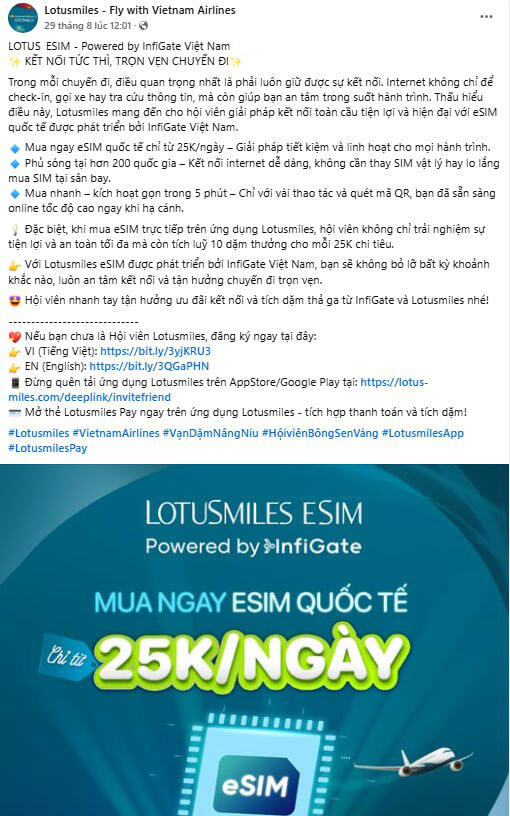 Lotusmiles - Fly with Vietnam Airlines
29 tháng 8 lúc 12:01 ·
LOTUS ESIM - Powered by InfiGate Việt Nam
✨ KẾT NỐI TỨC THÌ, TRỌN VẸN CHUYẾN ĐI✨
Trong mỗi chuyến đi, điều quan trọng nhất là phải luôn giữ được sự kết nối. Internet không chỉ để
check-in, gọi xe hay tra cứu thông tin, mà còn giúp bạn an tâm trong suốt hành trình. Thấu hiểu
điều này, Lotusmiles mang đến cho hội viên giải pháp kết nối toàn cầu tiện lợi và hiện đại với eSIM
quốc tế được phát triển bởi InfiGate Việt Nam.
🔹 Mua ngay eSIM quốc tế chỉ từ 25K/ngày – Giải pháp tiết kiệm và linh hoạt cho mọi hành trình.
🔹 Phủ sóng tại hơn 200 quốc gia – Kết nối internet dễ dàng, không cần thay SIM vật lý hay lo lắng
mua SIM tại sân bay.
🔹 Mua nhanh – kích hoạt gọn trong 5 phút – Chỉ với vài thao tác và quét mã QR, bạn đã sẵn sàng
online tốc độ cao ngay khi hạ cánh.
💡 Đặc biệt, khi mua eSIM trực tiếp trên ứng dụng Lotusmiles, hội viên không chỉ trải nghiệm sự
tiện lợi và an toàn tối đa mà còn tích luỹ 10 dặm thưởng cho mỗi 25K chi tiêu.
👉 Với Lotusmiles eSIM được phát triển bởi InfiGate Việt Nam, bạn sẽ không bỏ lỡ bất kỳ khoảnh
khắc nào, luôn an tâm kết nối và tận hưởng chuyến đi trọn vẹn.
🤩 Hội viên nhanh tay tận hưởng ưu đãi kết nối và tích dặm thả ga từ InfiGate và Lotusmiles nhé!
----------------------------
💖 Nếu bạn chưa là Hội viên Lotusmiles, đăng ký ngay tại đây:
👉 VI (Tiếng Việt): https://bit.ly/3yjKRU3
👉 EN (English): https://bit.ly/3QGaPHN
📱 Đừng quên tải ứng dụng Lotusmiles trên AppStore/Google Play tại: https://lotus-
miles.com/deeplink/invitefriend
💳 Mở thẻ Lotusmiles Pay ngay trên ứng dụng Lotusmiles - tích hợp thanh toán và tích dặm!
#Lotusmiles #VietnamAirlines #VạnDặmNângNiu #HộiviênBôngSenVàng #LotusmilesApp
#LotusmilesPay
LOTUSMILES ESIM
Powered by InfiGate
MUA NGAY ESIM QUỐC TẾ
Chỉ từ
25K/NGÀY
eSIM